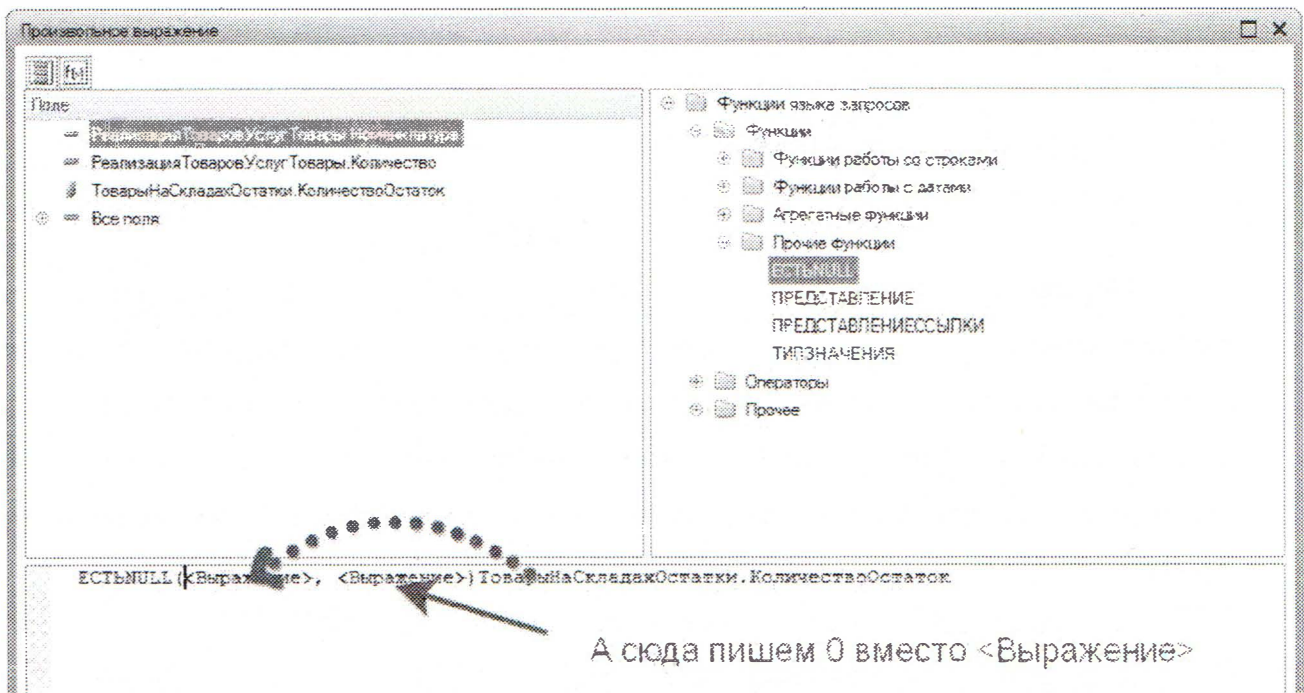 Произвольное выражение
f(x)
Поле
РеализацияТоваровУслугТовары.Номенклатура
РеализацияТоваровУслугТовары.Количество
ТоварыНаСкладахОстатки.КоличествоОстаток
Все поля
Функции языка запросов
Функции
Функции работы со строками
Функции работы с датами
Агрегатные функции
Прочие функции
ЕСТЬNULL
ПРЕДСТАВЛЕНИЕ
ПРЕДСТАВЛЕНИЕССЫЛКИ
ТИПЗНАЧЕНИЯ
Операторы
Прочее
ЕСТЬNULL(<Выражение>, <Выражение>)ТоварыНаСкладахОстатки.КоличествоОстаток
А сюда пишем 0 вместо <Выражение>